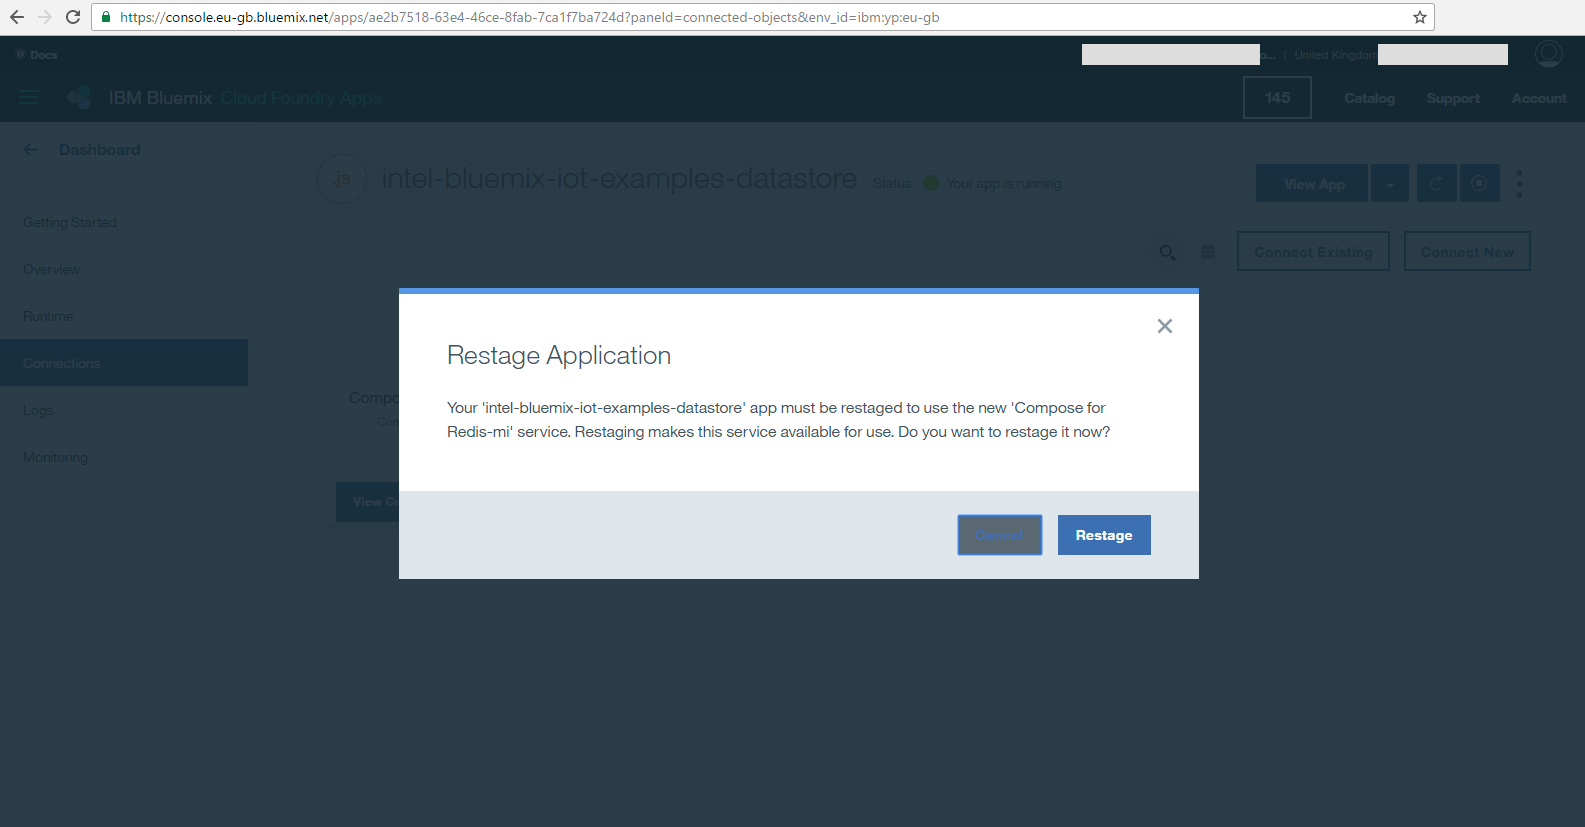 https://console.eu-gb.bluemix.net/apps/ae2b7518-63e4-46ce-8fab-7ca1f7ba724d?paneId=connected-objects&env_id=ibm:yp:eu-gb
Docs
o... | United Kingdom
IBM Bluemix Cloud Foundry Apps
145 Catalog Support Account
Dashboard
.js intel-bluemix-iot-examples-datastore Status: Your app is running
View App
Getting Started
Overview
Runtime
Connections
Logs
Monitoring
Connect Existing Connect New
Compo
Com
View Cr
Restage Application
Your 'intel-bluemix-iot-examples-datastore' app must be restaged to use the new 'Compose for
Redis-mi' service. Restaging makes this service available for use. Do you want to restage it now?
Cancel Restage